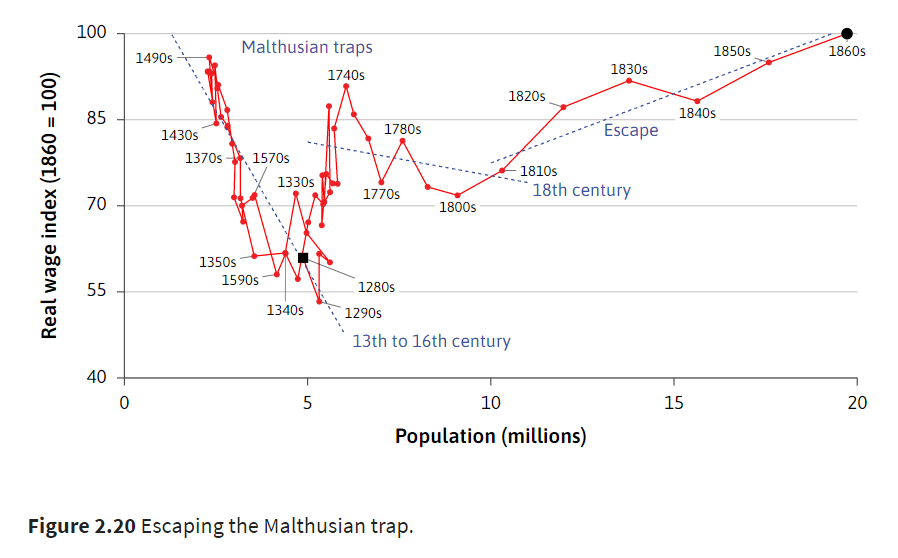 Real wage index (1860 = 100)
100
85
70
55
40
0
5
10
15
20
Population (millions)
Malthusian traps
1490s
1430s
1370s
1570s
1330s
1350s
1590s
1340s
1280s
1290s
13th to 16th century
1740s
1780s
1770s
1800s
1810s
18th century
1820s
1830s
Escape
1840s
1850s
1860s
Figure 2.20 Escaping the Malthusian trap.